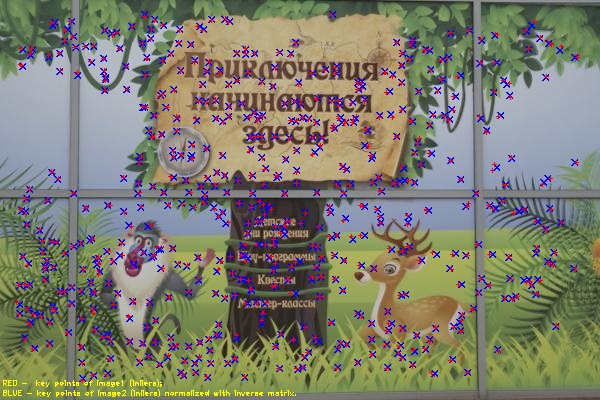 Приключения
начинаются
здесь!
Детские
дни рождения
Шоу-программы
Квесты
Мастер-классы
RED - key points of image1 (inliers);
BLUE - key points of image2 (inliers) normalized with inverse matrix.